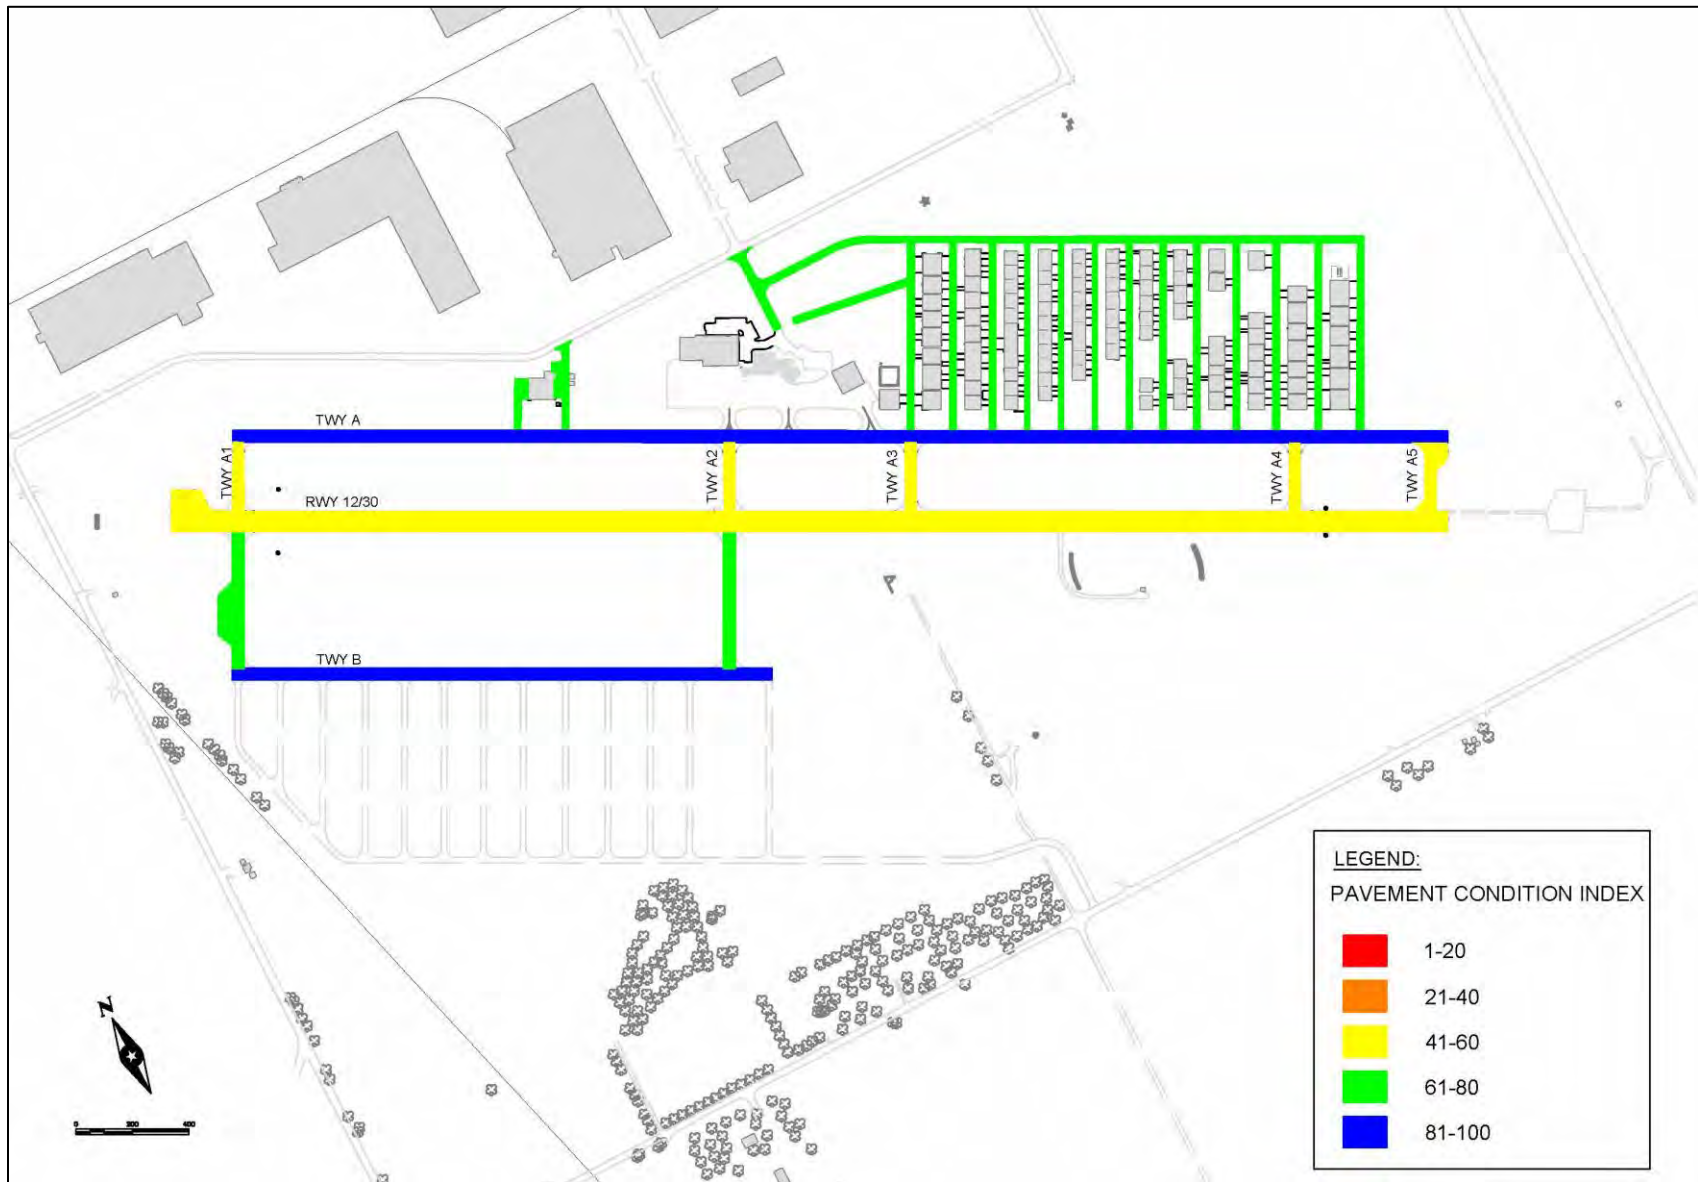 TWY A
TWY A1
TWY A2
TWY A3
TWY A4
TWY A5
RWY 12/30
TWY B
LEGEND:
PAVEMENT CONDITION INDEX
1-20
21-40
41-60
61-80
81-100
N
0 200 400